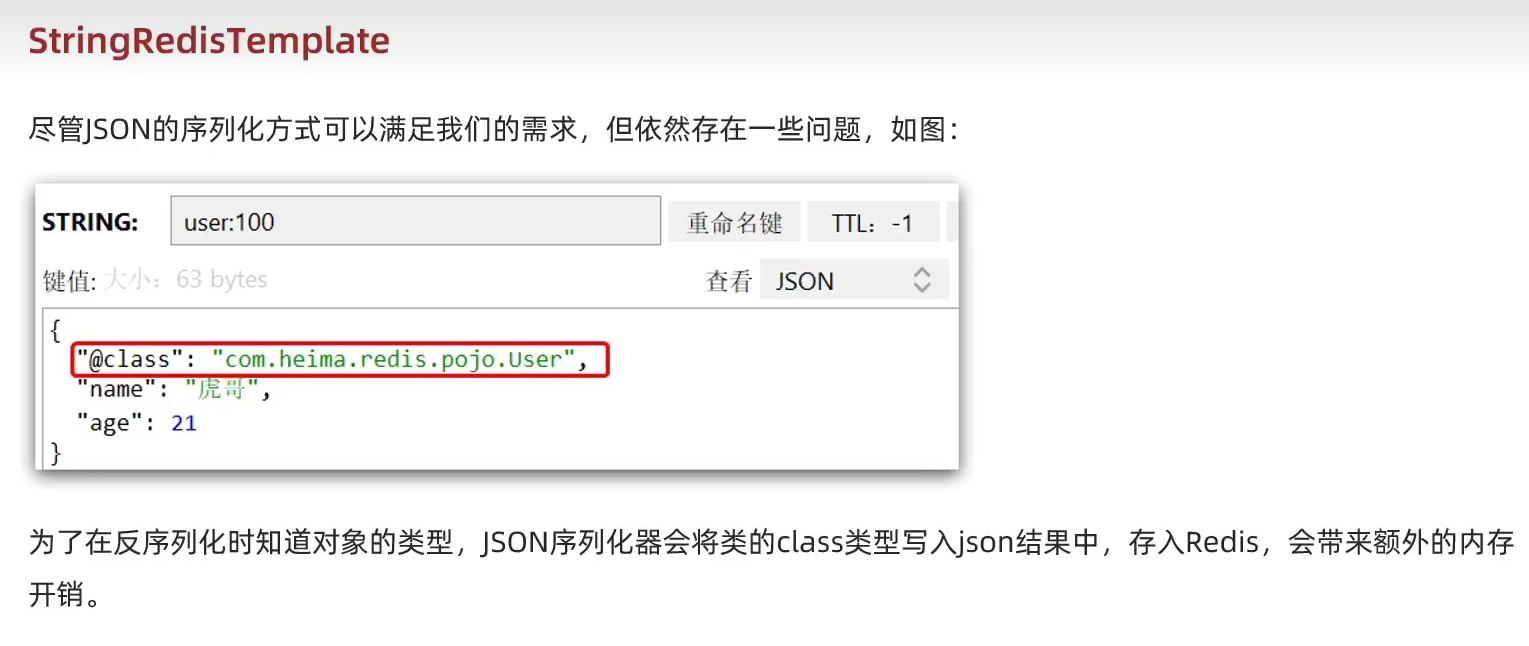 StringRedisTemplate
尽管JSON的序列化方式可以满足我们的需求，但依然存在一些问题，如图：
STRING: user:100 重命名键 TTL：-1
键值: 大小：63 bytes 查看 JSON
{
"@class": "com.heima.redis.pojo.User",
"name": "虎哥",
"age": 21
}
为了在反序列化时知道对象的类型，JSON序列化器会将类的class类型写入json结果中，存入Redis，会带来额外的内存
开销。